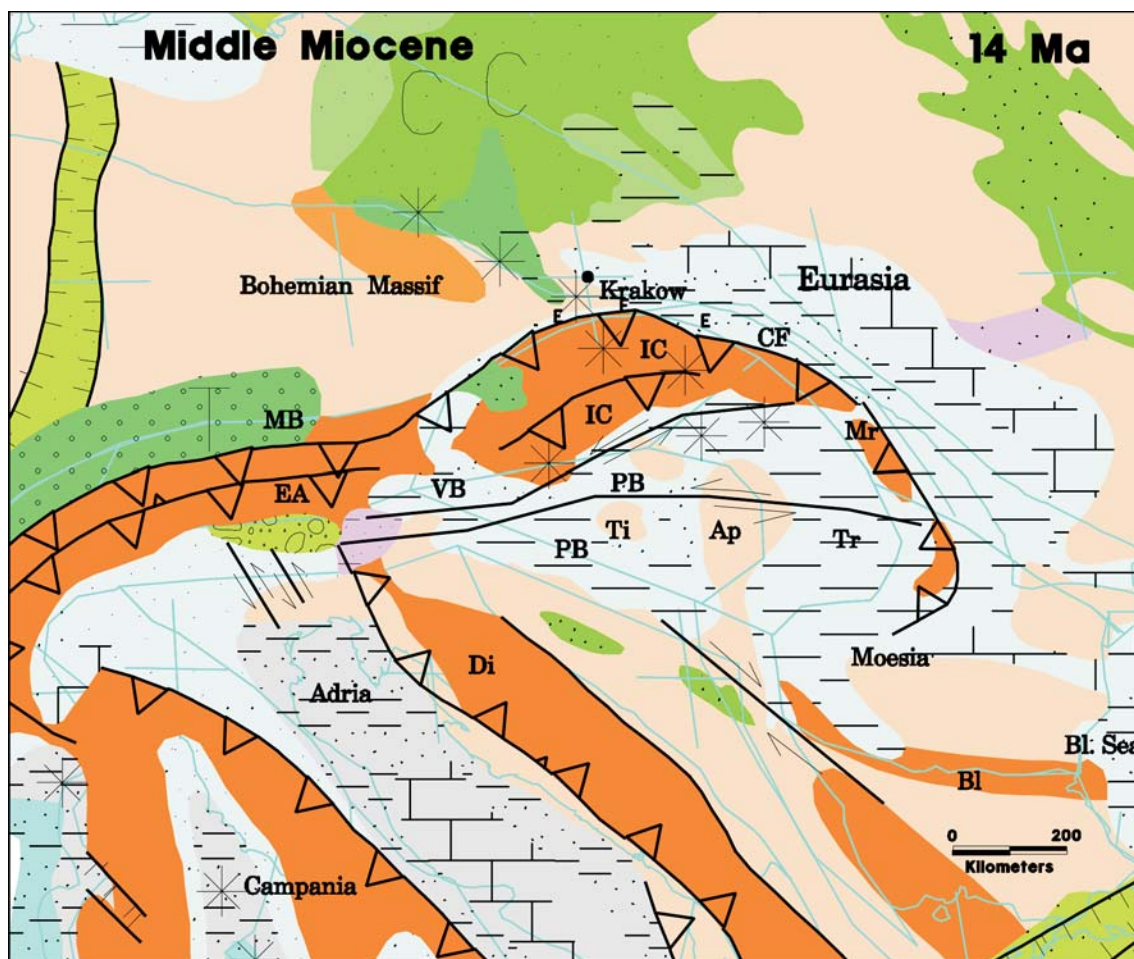 Middle Miocene
14 Ma
C
C
Bohemian Massif
Krakow
Eurasia
E
E
E
CF
IC
IC
MB
Mr
EA
VB
PB
Ti
Ap
Tr
PB
Di
Moesia
Adria
Bl. Sea
Bl
0 200
Kilometers
Campania